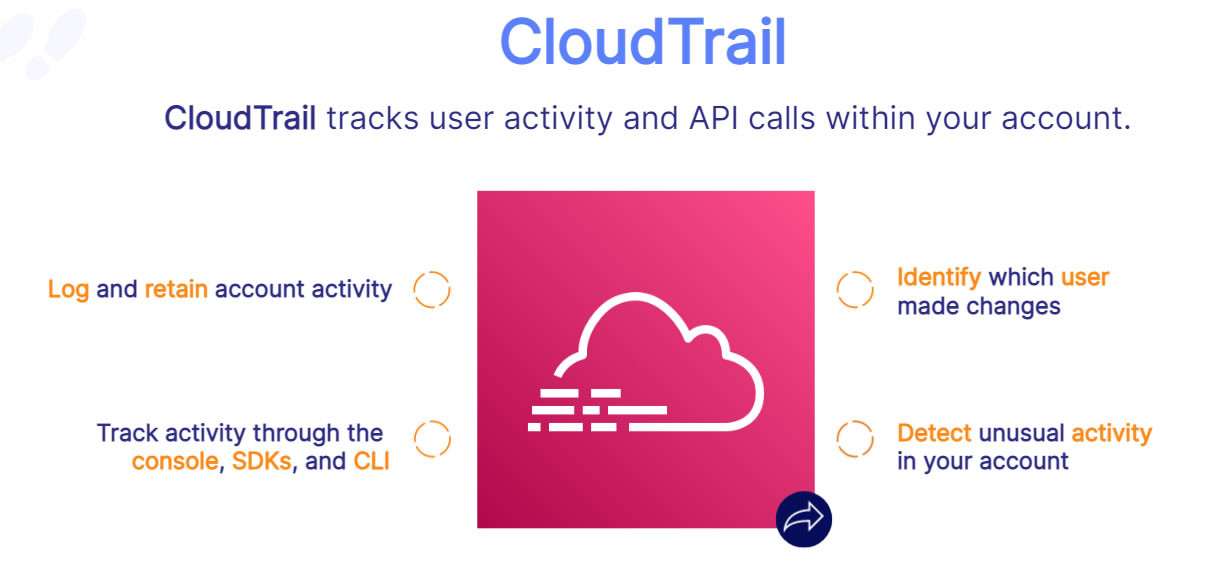 CloudTrail
CloudTrail tracks user activity and API calls within your account.
Log and retain account activity
Track activity through the
console, SDKs, and CLI
Identify which user
made changes
Detect unusual activity
in your account